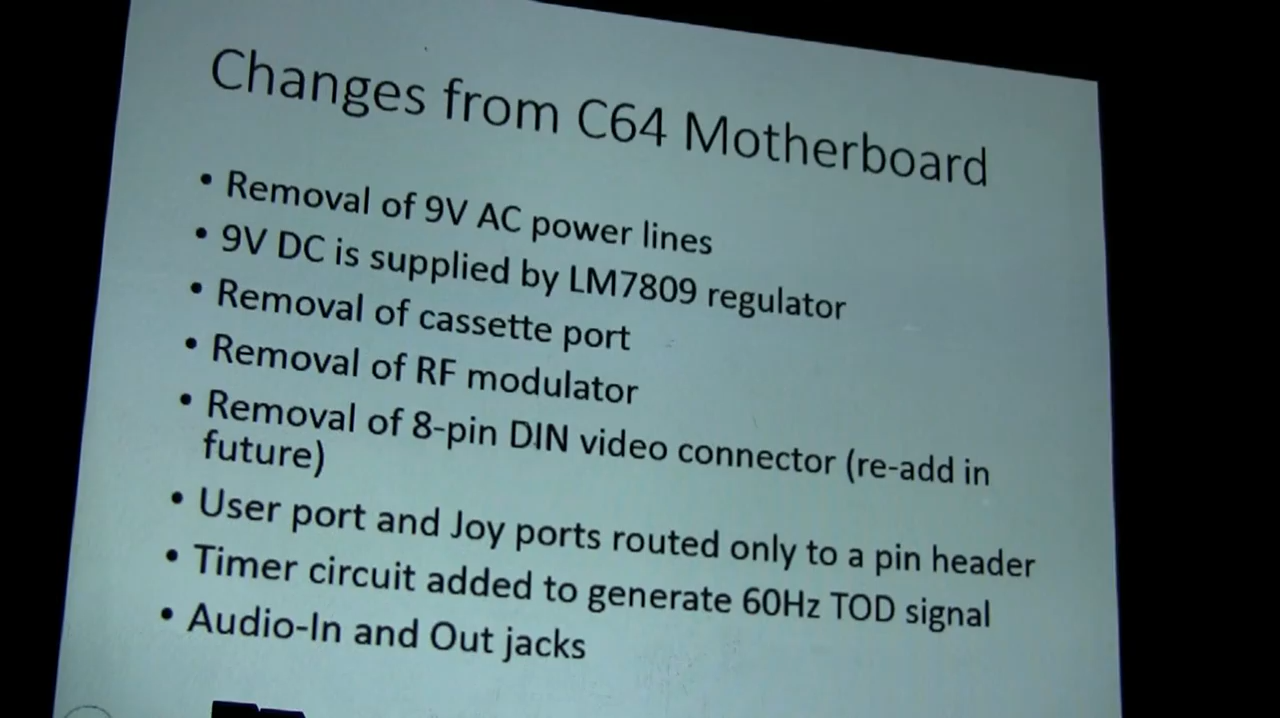 Changes from C64 Motherboard
• Removal of 9V AC power lines
• 9V DC is supplied by LM7809 regulator
• Removal of cassette port
• Removal of RF modulator
• Removal of 8-pin DIN video connector (re-add in
future)
• User port and Joy ports routed only to a pin header
• Timer circuit added to generate 60Hz TOD signal
• Audio-In and Out jacks